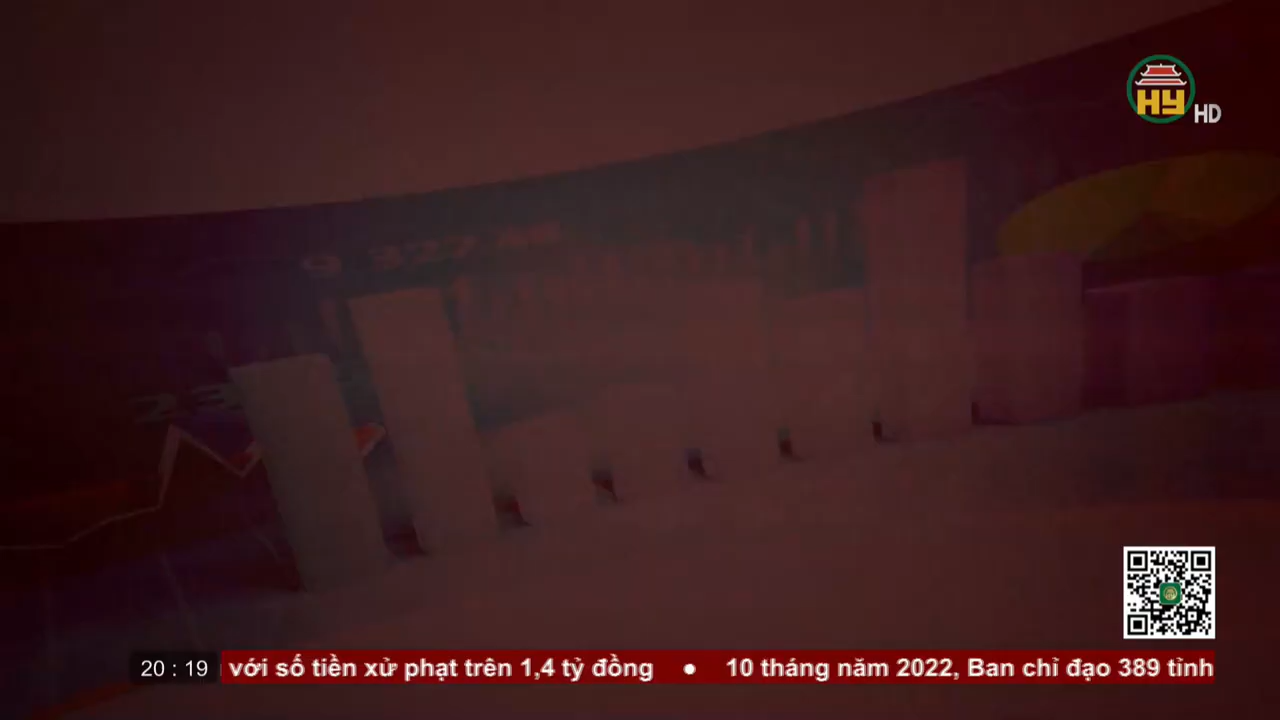 HY
HD
20 : 19
với số tiền xử phạt trên 1,4 tỷ đồng • 10 tháng năm 2022, Ban chỉ đạo 389 tỉnh